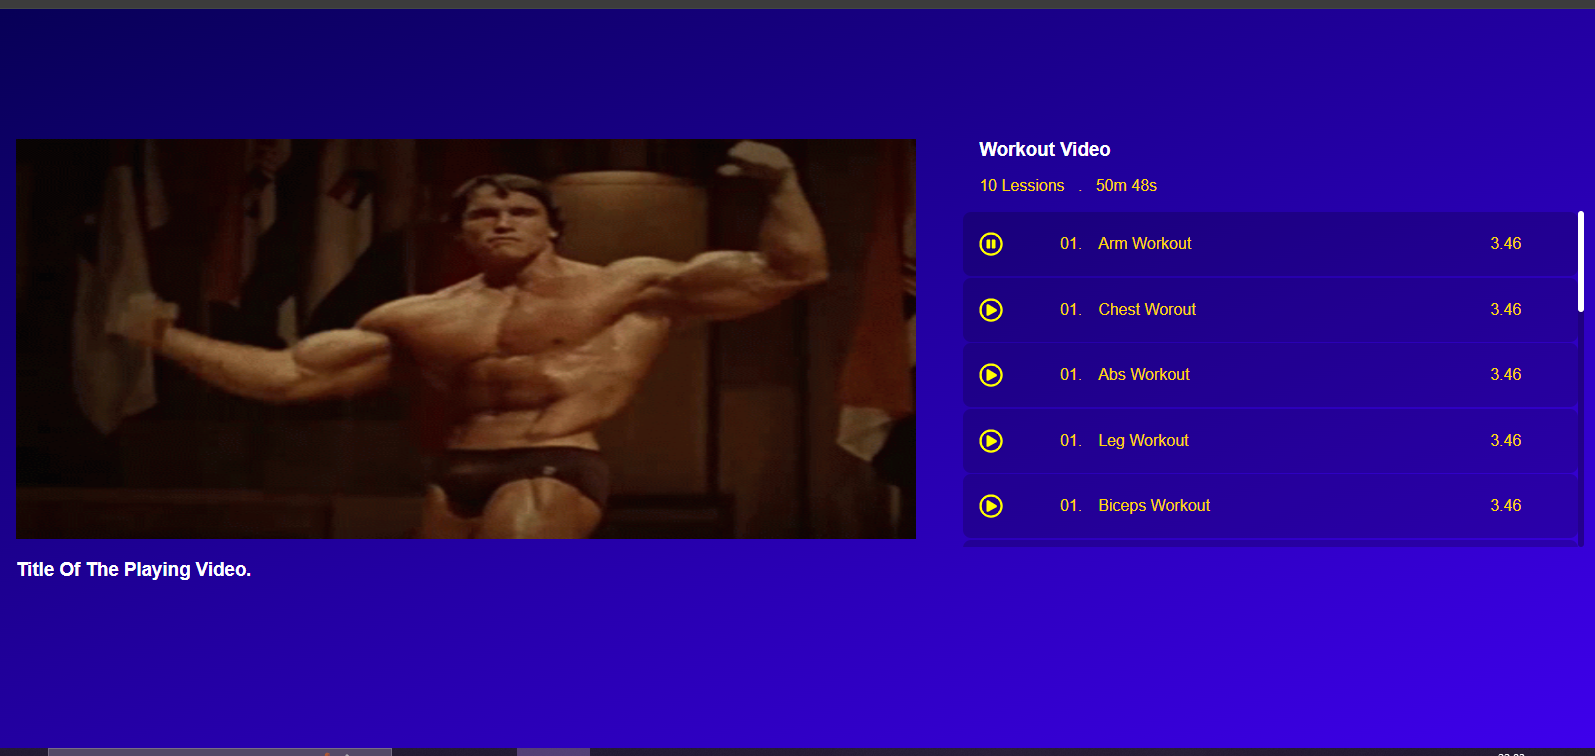 Workout Video
10 Lessions . 50m 48s
01. Arm Workout 3.46
01. Chest Worout 3.46
01. Abs Workout 3.46
01. Leg Workout 3.46
01. Biceps Workout 3.46
Title Of The Playing Video.